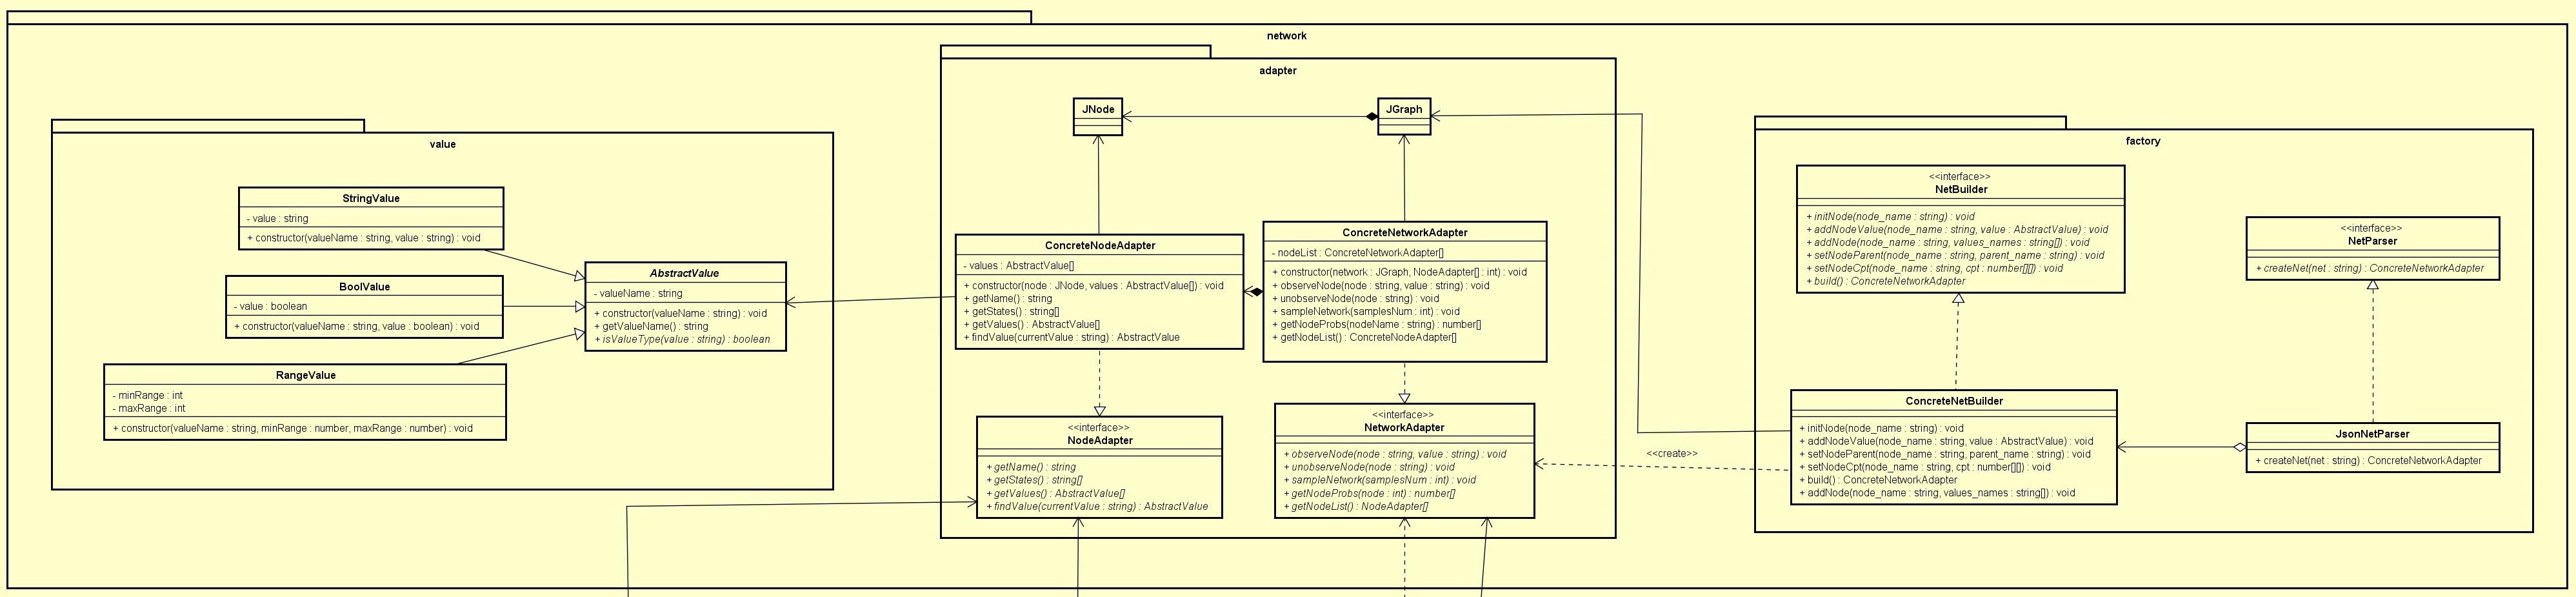 network
value
StringValue
- value : string
+ constructor(valueName : string, value : string) : void
BoolValue
- value : boolean
+ constructor(valueName : string, value : boolean) : void
RangeValue
- minRange : int
- maxRange : int
+ constructor(valueName : string, minRange : number, maxRange : number) : void
AbstractValue
- valueName : string
+ constructor(valueName : string) : void
+ getValueName() : string
+ isValueType(value : string) : boolean
adapter
JNode
JGraph
ConcreteNodeAdapter
- values : AbstractValue[]
+ constructor(node : JNode, values : AbstractValue[]) : void
+ getName() : string
+ getStates() : string[]
+ getValues() : AbstractValue[]
+ findValue(currentValue : string) : AbstractValue
ConcreteNetworkAdapter
- nodeList : ConcreteNetworkAdapter[]
+ constructor(network : JGraph, NodeAdapter[] : int) : void
+ observeNode(node : string, value : string) : void
+ unobserveNode(node : string) : void
+ sampleNetwork(samplesNum : int) : void
+ getNodeProbs(nodeName : string) : number[]
+ getNodeList() : ConcreteNodeAdapter[]
<<interface>>
NodeAdapter
+ getName() : string
+ getStates() : string[]
+ getValues() : AbstractValue[]
+ findValue(currentValue : string) : AbstractValue
<<interface>>
NetworkAdapter
+ observeNode(node : string, value : string) : void
+ unobserveNode(node : string) : void
+ sampleNetwork(samplesNum : int) : void
+ getNodeProbs(node : int) : number[]
+ getNodeList() : NodeAdapter[]
<<create>>
factory
<<interface>>
NetBuilder
+ initNode(node_name : string) : void
+ addNodeValue(node_name : string, value : AbstractValue) : void
+ addNode(node_name : string, values_names : string[]) : void
+ setNodeParent(node_name : string, parent_name : string) : void
+ setNodeCpt(node_name : string, cpt : number[][]) : void
+ build() : ConcreteNetworkAdapter
<<interface>>
NetParser
+ createNet(net : string) : ConcreteNetworkAdapter
ConcreteNetBuilder
+ initNode(node_name : string) : void
+ addNodeValue(node_name : string, value : AbstractValue) : void
+ setNodeParent(node_name : string, parent_name : string) : void
+ setNodeCpt(node_name : string, cpt : number[][]) : void
+ build() : ConcreteNetworkAdapter
+ addNode(node_name : string, values_names : string[]) : void
JsonNetParser
+ createNet(net : string) : ConcreteNetworkAdapter